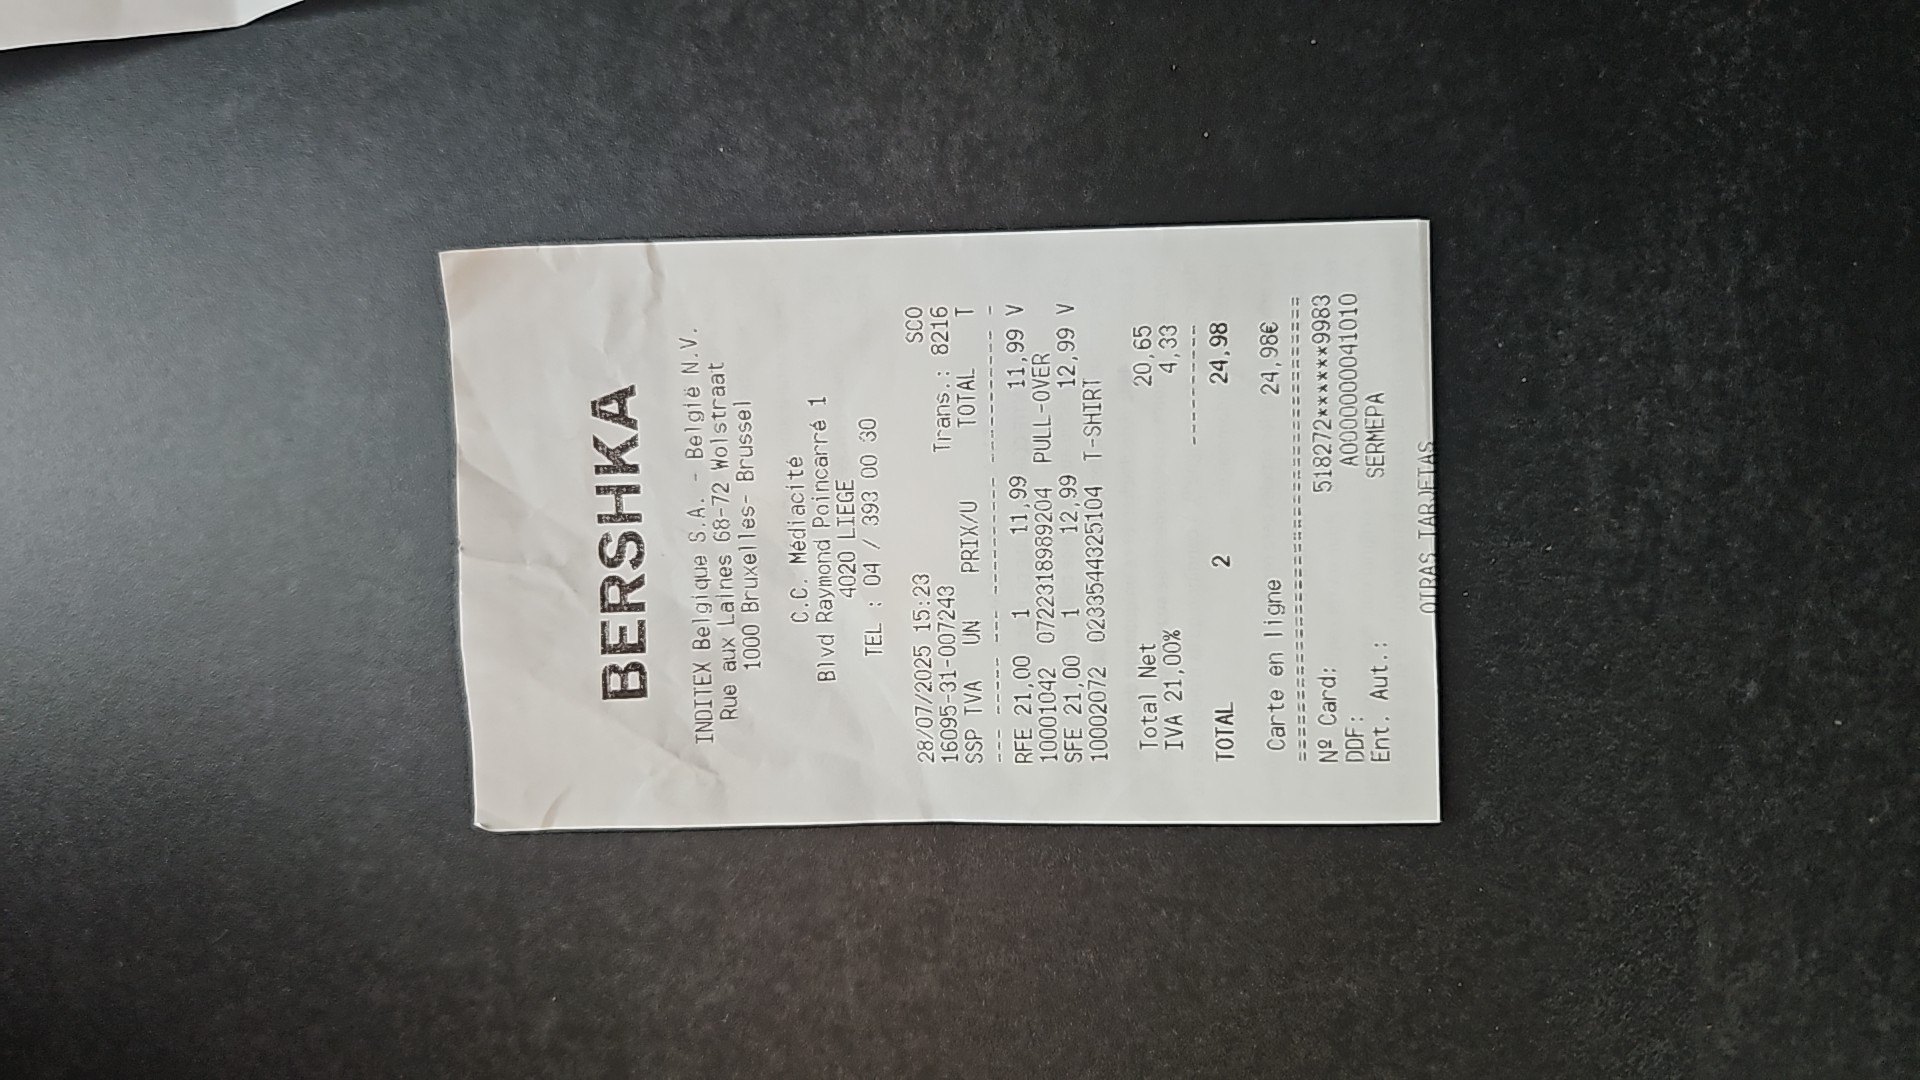 BERSHKA
INDITEX Belgique S.A. - België N.V.
Rue aux Laines 68-72 Wolstraat
1000 Bruxelles- Brussel
C.C. Médiacité
Blvd Raymond Poincarré 1
4020 LIEGE
TEL : 04 / 393 00 30
28/07/2025 15:23 SCO
16095-31-007243 Trans.: 8216
SSP TVA UN PRIX/U TOTAL T
--- ----- --- ------------ ------------ -
RFE 21,00 1 11,99 11,99 V
10001042 07223189989204 PULL-OVER
SFE 21,00 1 12,99 12,99 V
10002072 02335444325104 T-SHIRT
Total Net 20,65
IVA 21,00% 4,33
----------
TOTAL 2 24,98
Carte en ligne 24,98€
========================================
Nº Card: 518272*******9983
DDF: A0000000041010
Ent. Aut.: SERMEPA
OTRAS TARJETAS